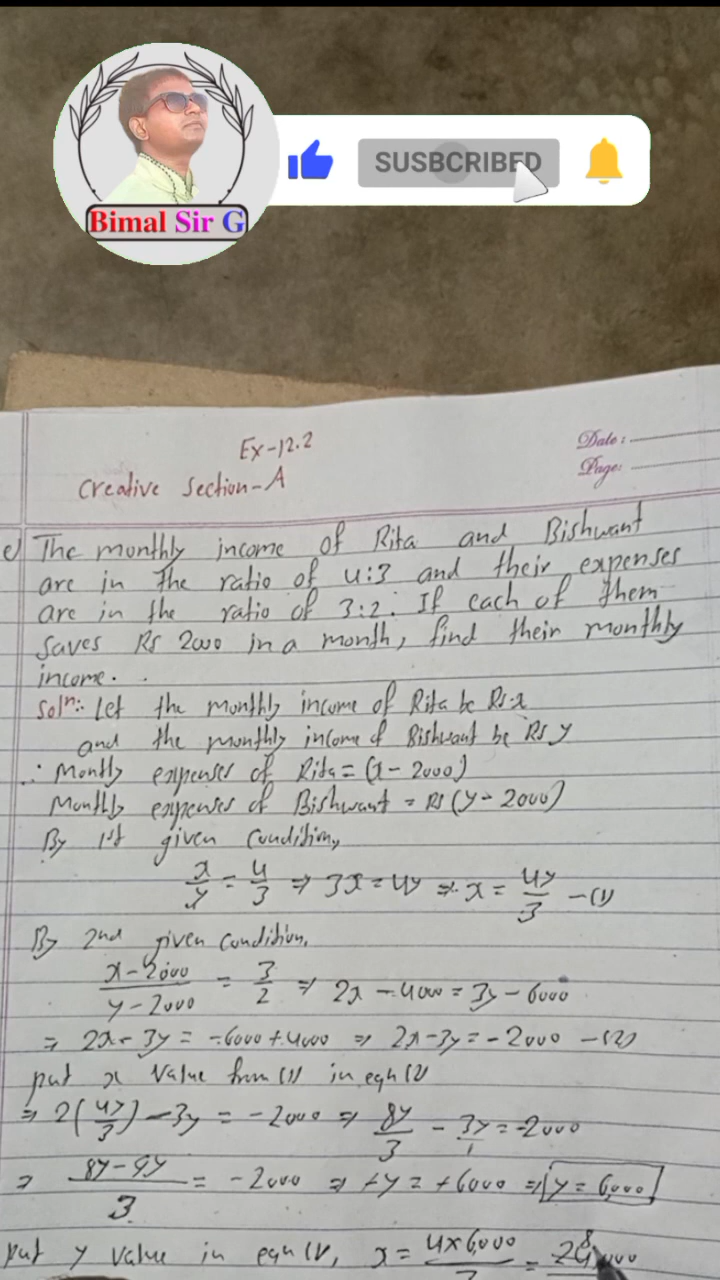 Bimal Sir G
SUSBCRIBED
Ex-12.2
Date:
Page:
Creative Section-A
e) The monthly income of Rita and Bishwant
are in the ratio of 4:3 and their expenses
are in the ratio of 3:2. If each of them
saves Rs 2000 in a month, find their monthly
income.
Solⁿ:- Let the monthly income of Rita be Rs.x
and the monthly income of Bishwant be Rs y
∴ Montly expenses of Rita = (x - 2000)
Monthly expenses of Bishwant = Rs (y - 2000)
By 1st given Condition,
x/y = 4/3 ⇒ 3x = 4y ⇒ x = 4y/3 —(1)
By 2nd given Condition,
x-2000/y-2000 = 3/2 ⇒ 2x - 4000 = 3y - 6000
⇒ 2x - 3y = -6000 + 4000 ⇒ 2x - 3y = -2000 —(2)
put x value from (1) in eqn (2)
⇒ 2(4y/3) - 3y = -2000 ⇒ 8y/3 - 3y/1 = -2000
⇒ 8y-9y/3 = -2000 ⇒ +y = +6000 ⇒ y = 6,000
put y value in eqn (1), x = 4x6,000